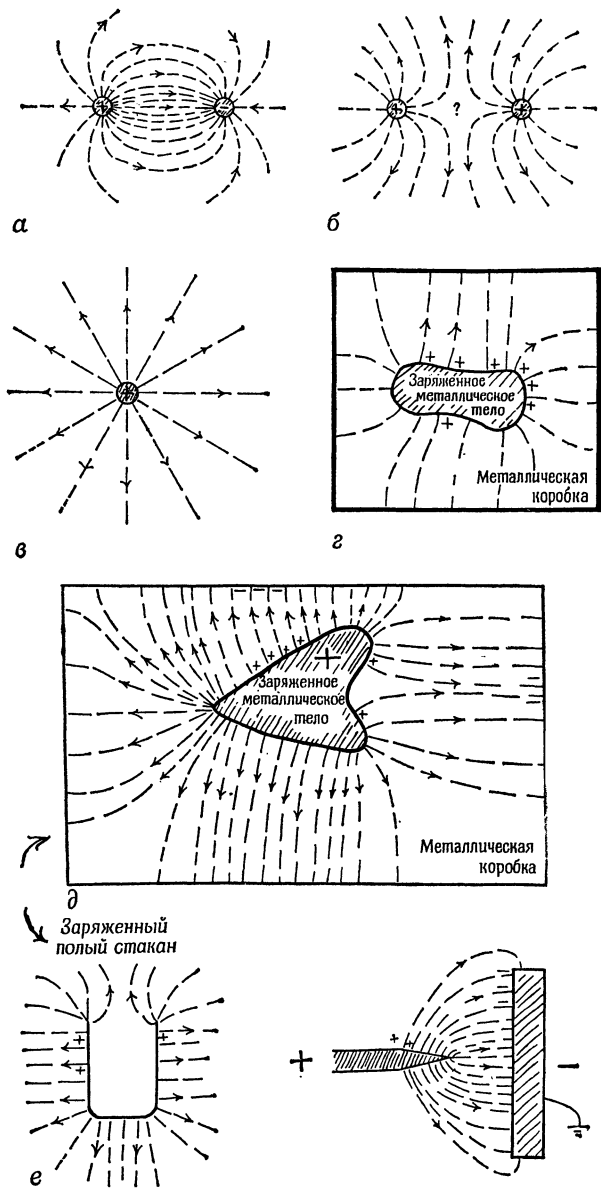 а
б
?
в
Заряженное
металлическое
тело
Металлическая
коробка
г
Заряженное
металлическое
тело
Металлическая
коробка
д
Заряженный
полый стакан
е